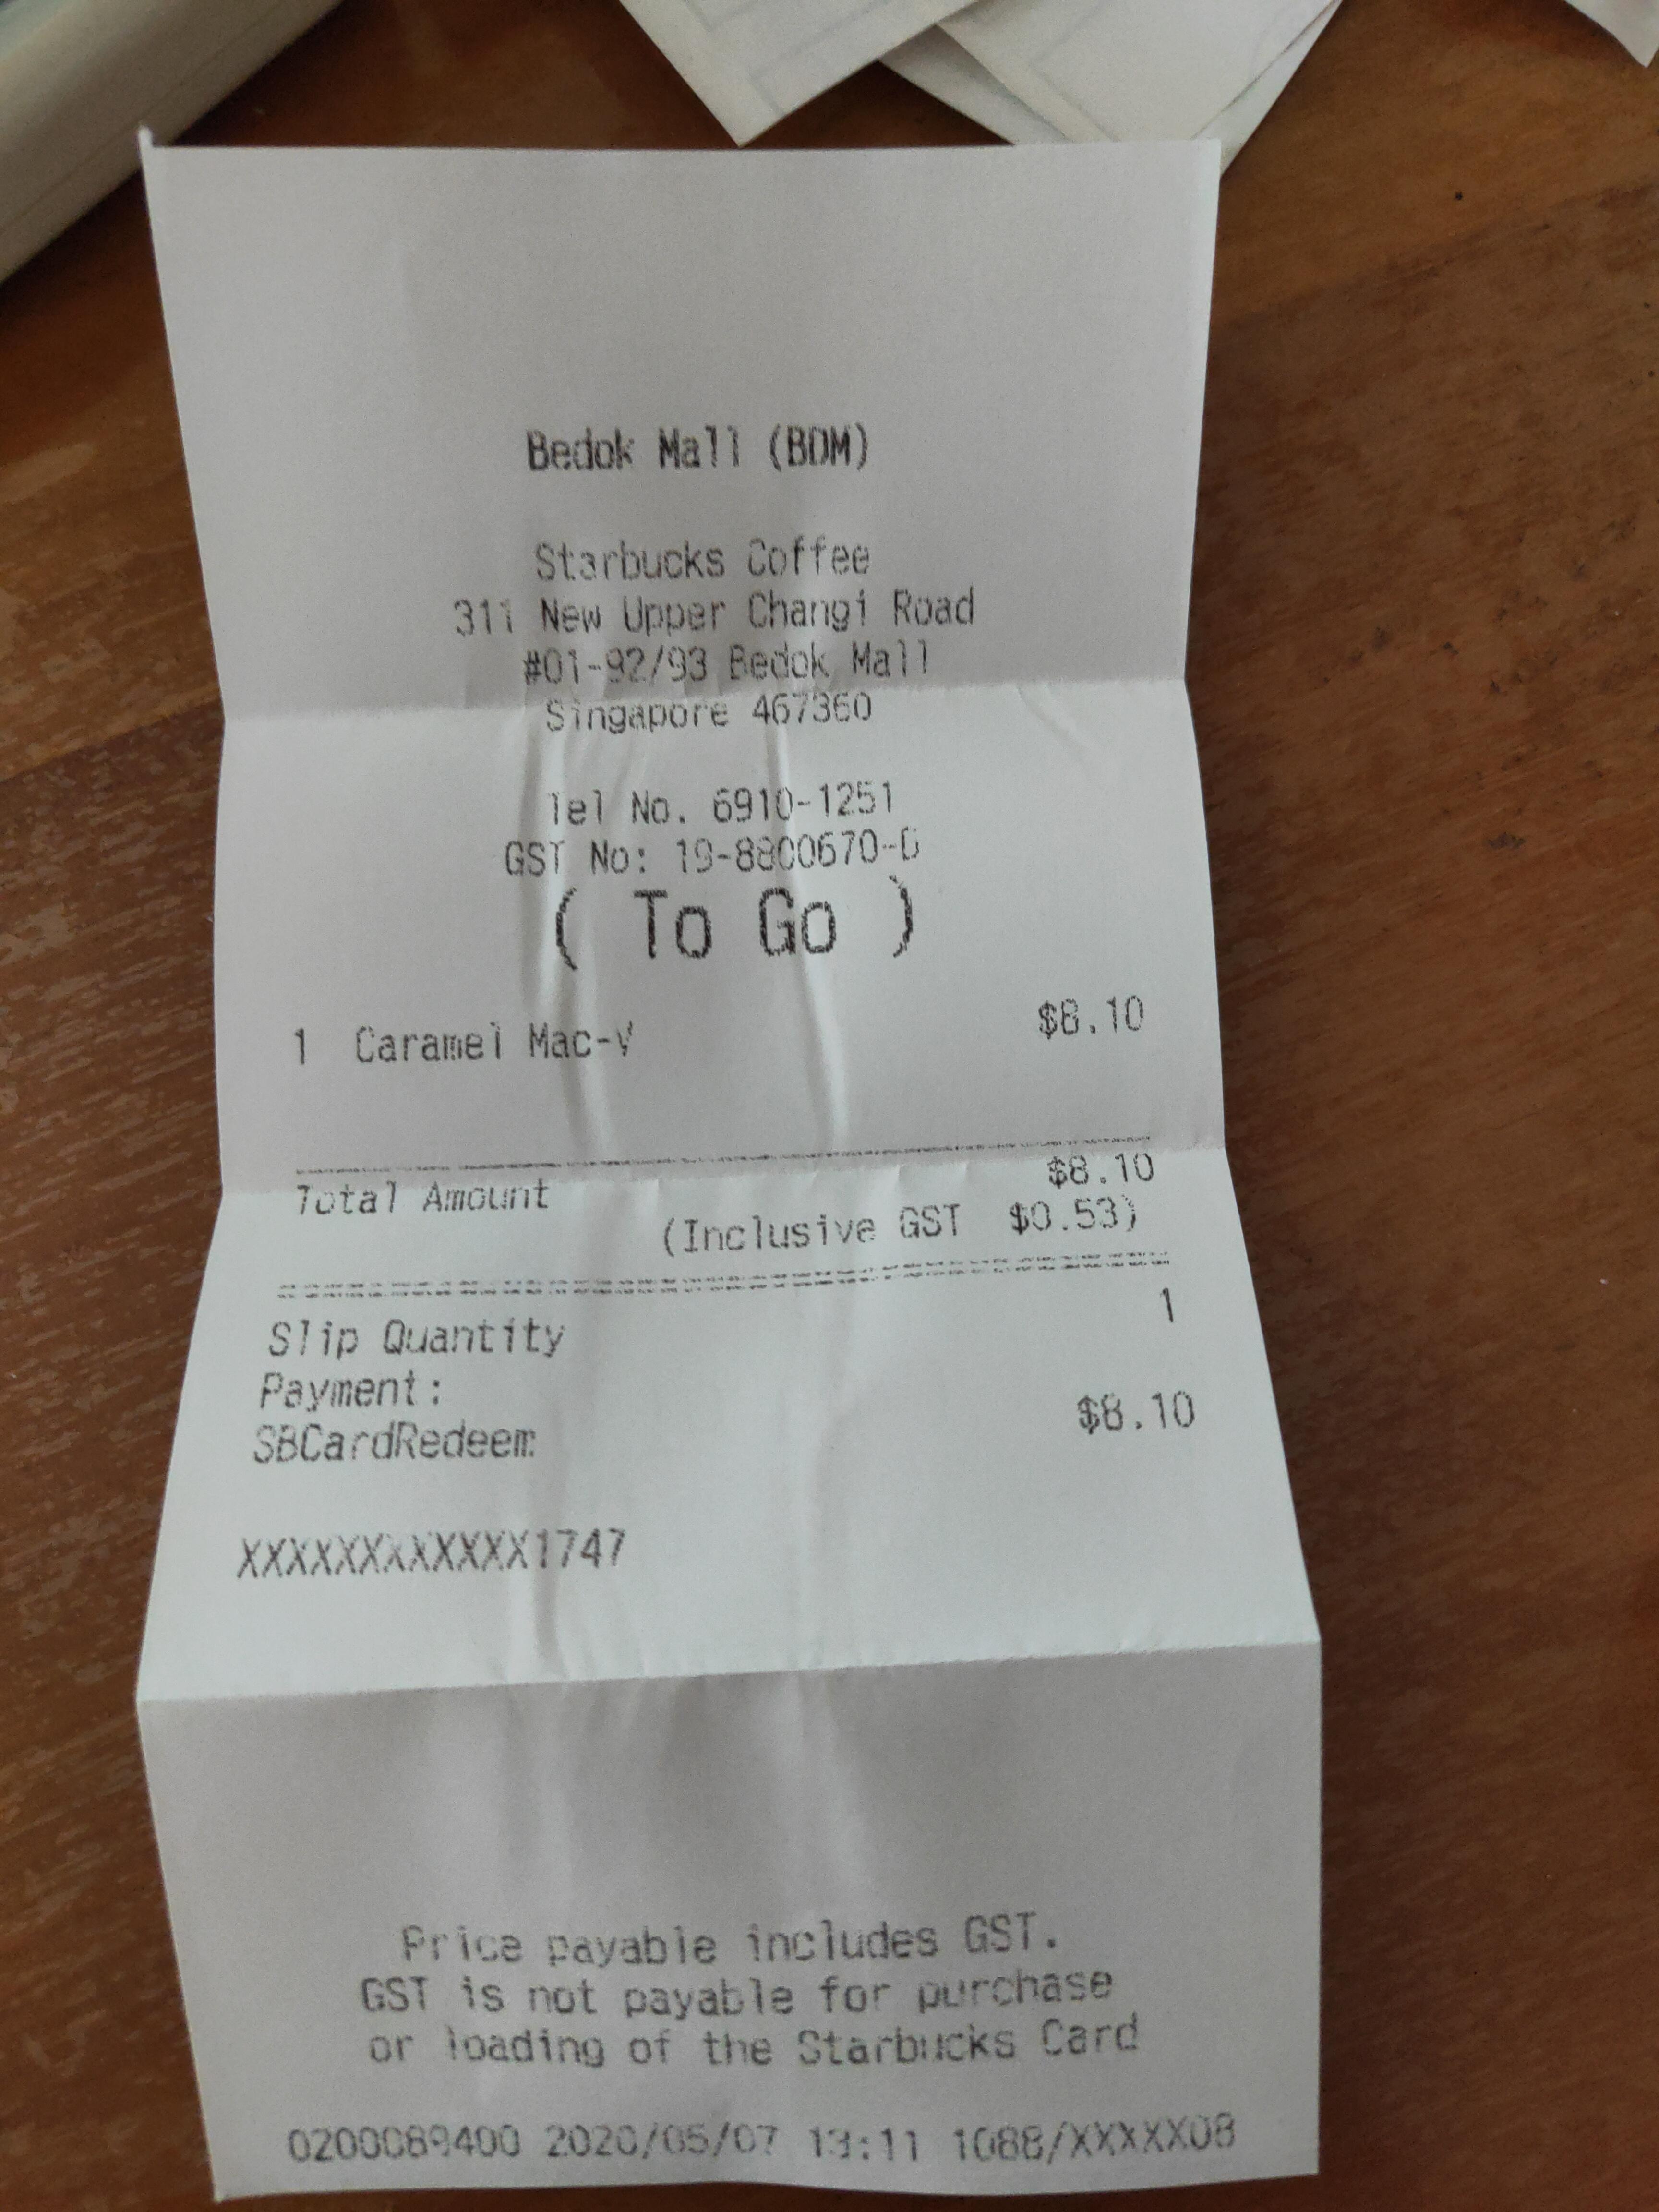 Bedok Mall (BDM)
Starbucks Coffee
311 New Upper Changi Road
#01-92/93 Bedok Mall
Singapore 467360
Tel No. 6910-1251
GST No:
( To Go )
1 Caramel Mac-V $8.10
Total Amount $8.10
(Inclusive GST $0.53)
Slip Quantity 1
Payment:
SBCardRedeem $8.10
XXXXXXXXXXXX1747
Price payable includes GST.
GST is not payable for purchase
or loading of the Starbucks Card
0200089400 2020/05/07 13:11 1088/XXXXX08